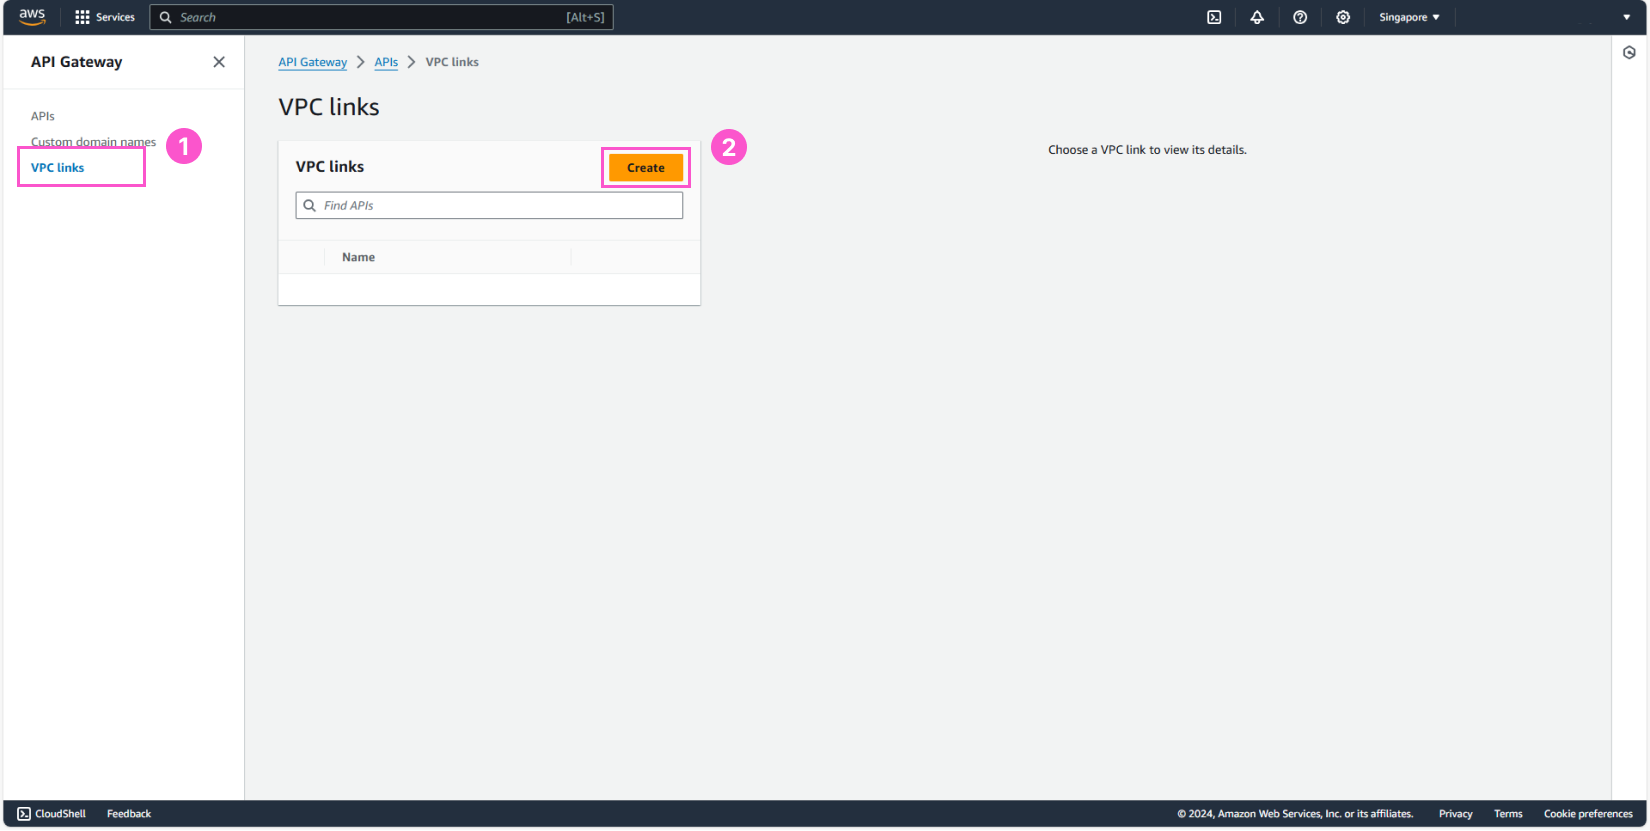 aws
Services
Search
[Alt+S]
Singapore
API Gateway
API Gateway
APIs
VPC links
APIs
Custom domain names
VPC links
1
VPC links
VPC links
Create
2
Find APIs
Name
Choose a VPC link to view its details.
CloudShell
Feedback
© 2024, Amazon Web Services, Inc. or its affiliates.
Privacy
Terms
Cookie preferences